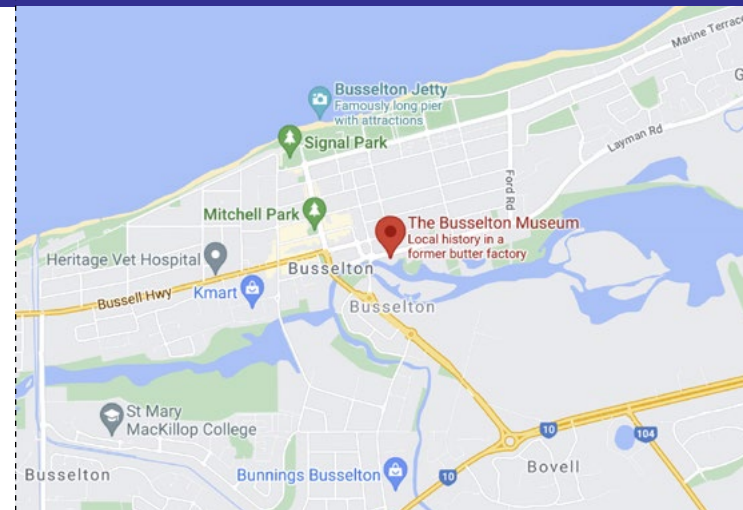 Marine Terrace
G
Busselton Jetty
Famously long pier
with attractions
Layman Rd
Signal Park
Ford Rd
Mitchell Park
The Busselton Museum
Local history in a
former butter factory
Heritage Vet Hospital
Busselton
Bussell Hwy
Kmart
Busselton
St Mary
MacKillop College
10
104
Busselton
Bunnings Busselton
10
Bovell